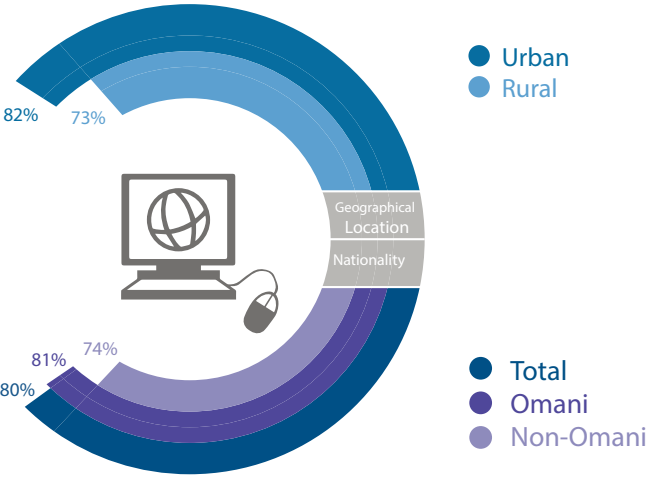 Urban
Rural
82%
73%
Geographical
Location
Nationality
74%
81%
80%
Total
Omani
Non-Omani